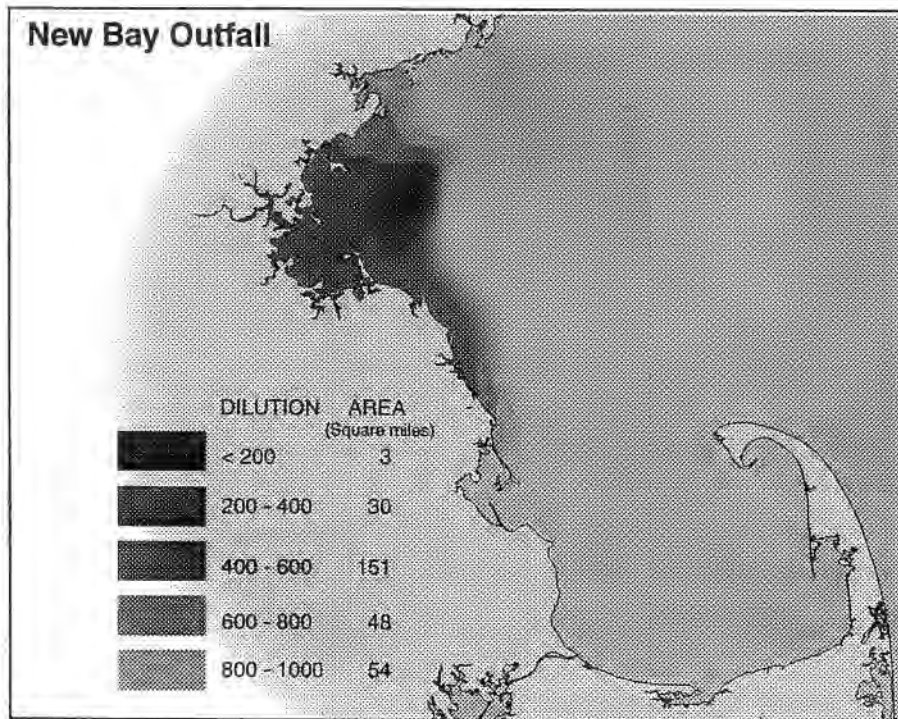 New Bay Outfall
DILUTION AREA
(Square miles)
< 200 3
200 - 400 30
400 - 600 151
600 - 800 48
800 - 1000 54